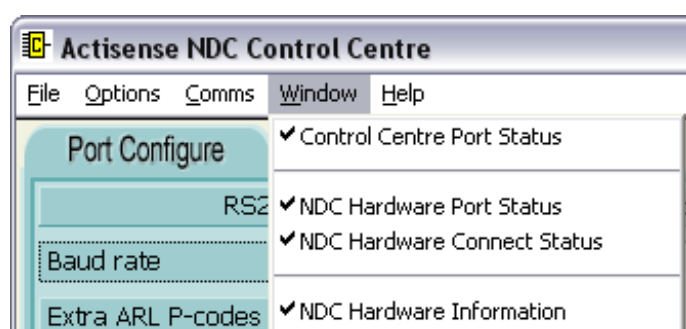 Actisense NDC Control Centre
File Options Comms Window Help
Port Configure
✔Control Centre Port Status
RS2
✔NDC Hardware Port Status
✔NDC Hardware Connect Status
Baud rate
Extra ARL P-codes
✔NDC Hardware Information